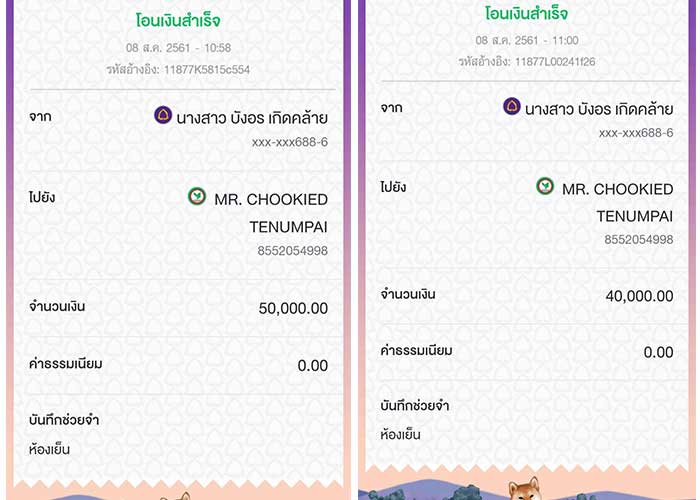 โอนเงินสำเร็จ
08 ส.ค. 2561 - 10:58
รหัสอ้างอิง: 11877K5815c554
จาก
นางสาว บังอร เกิดคล้าย
xxx-xxx688-6
ไปยัง
MR. CHOOKIED
TENUMPAI
8552054998
จำนวนเงิน
50,000.00
ค่าธรรมเนียม
0.00
บันทึกช่วยจำ
ห้องเย็น
โอนเงินสำเร็จ
08 ส.ค. 2561 - 11:00
รหัสอ้างอิง: 11877L00241f26
จาก
นางสาว บังอร เกิดคล้าย
xxx-xxx688-6
ไปยัง
MR. CHOOKIED
TENUMPAI
8552054998
จำนวนเงิน
40,000.00
ค่าธรรมเนียม
0.00
บันทึกช่วยจำ
ห้องเย็น